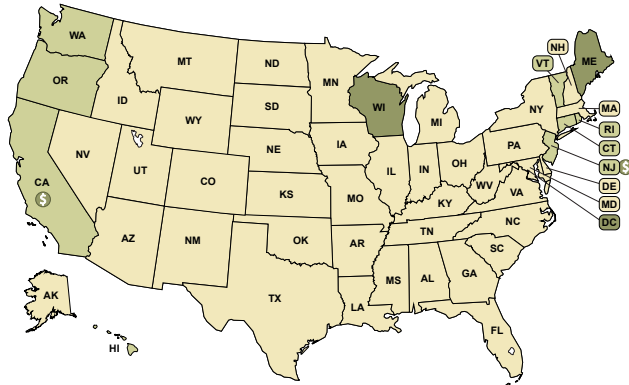 WA
NH
ME
VT
MT
ND
MN
OR
ID
WI
SD
NY
MA
WY
MI
RI
IA
PA
CT
NE
NV
OH
NJ $
UT
IL
IN
DE
CA
CO
WV
MD
$
KS
MO
KY
VA
DC
NC
TN
AZ
NM
OK
AR
SC
MS
AL
GA
AK
TX
LA
FL
HI